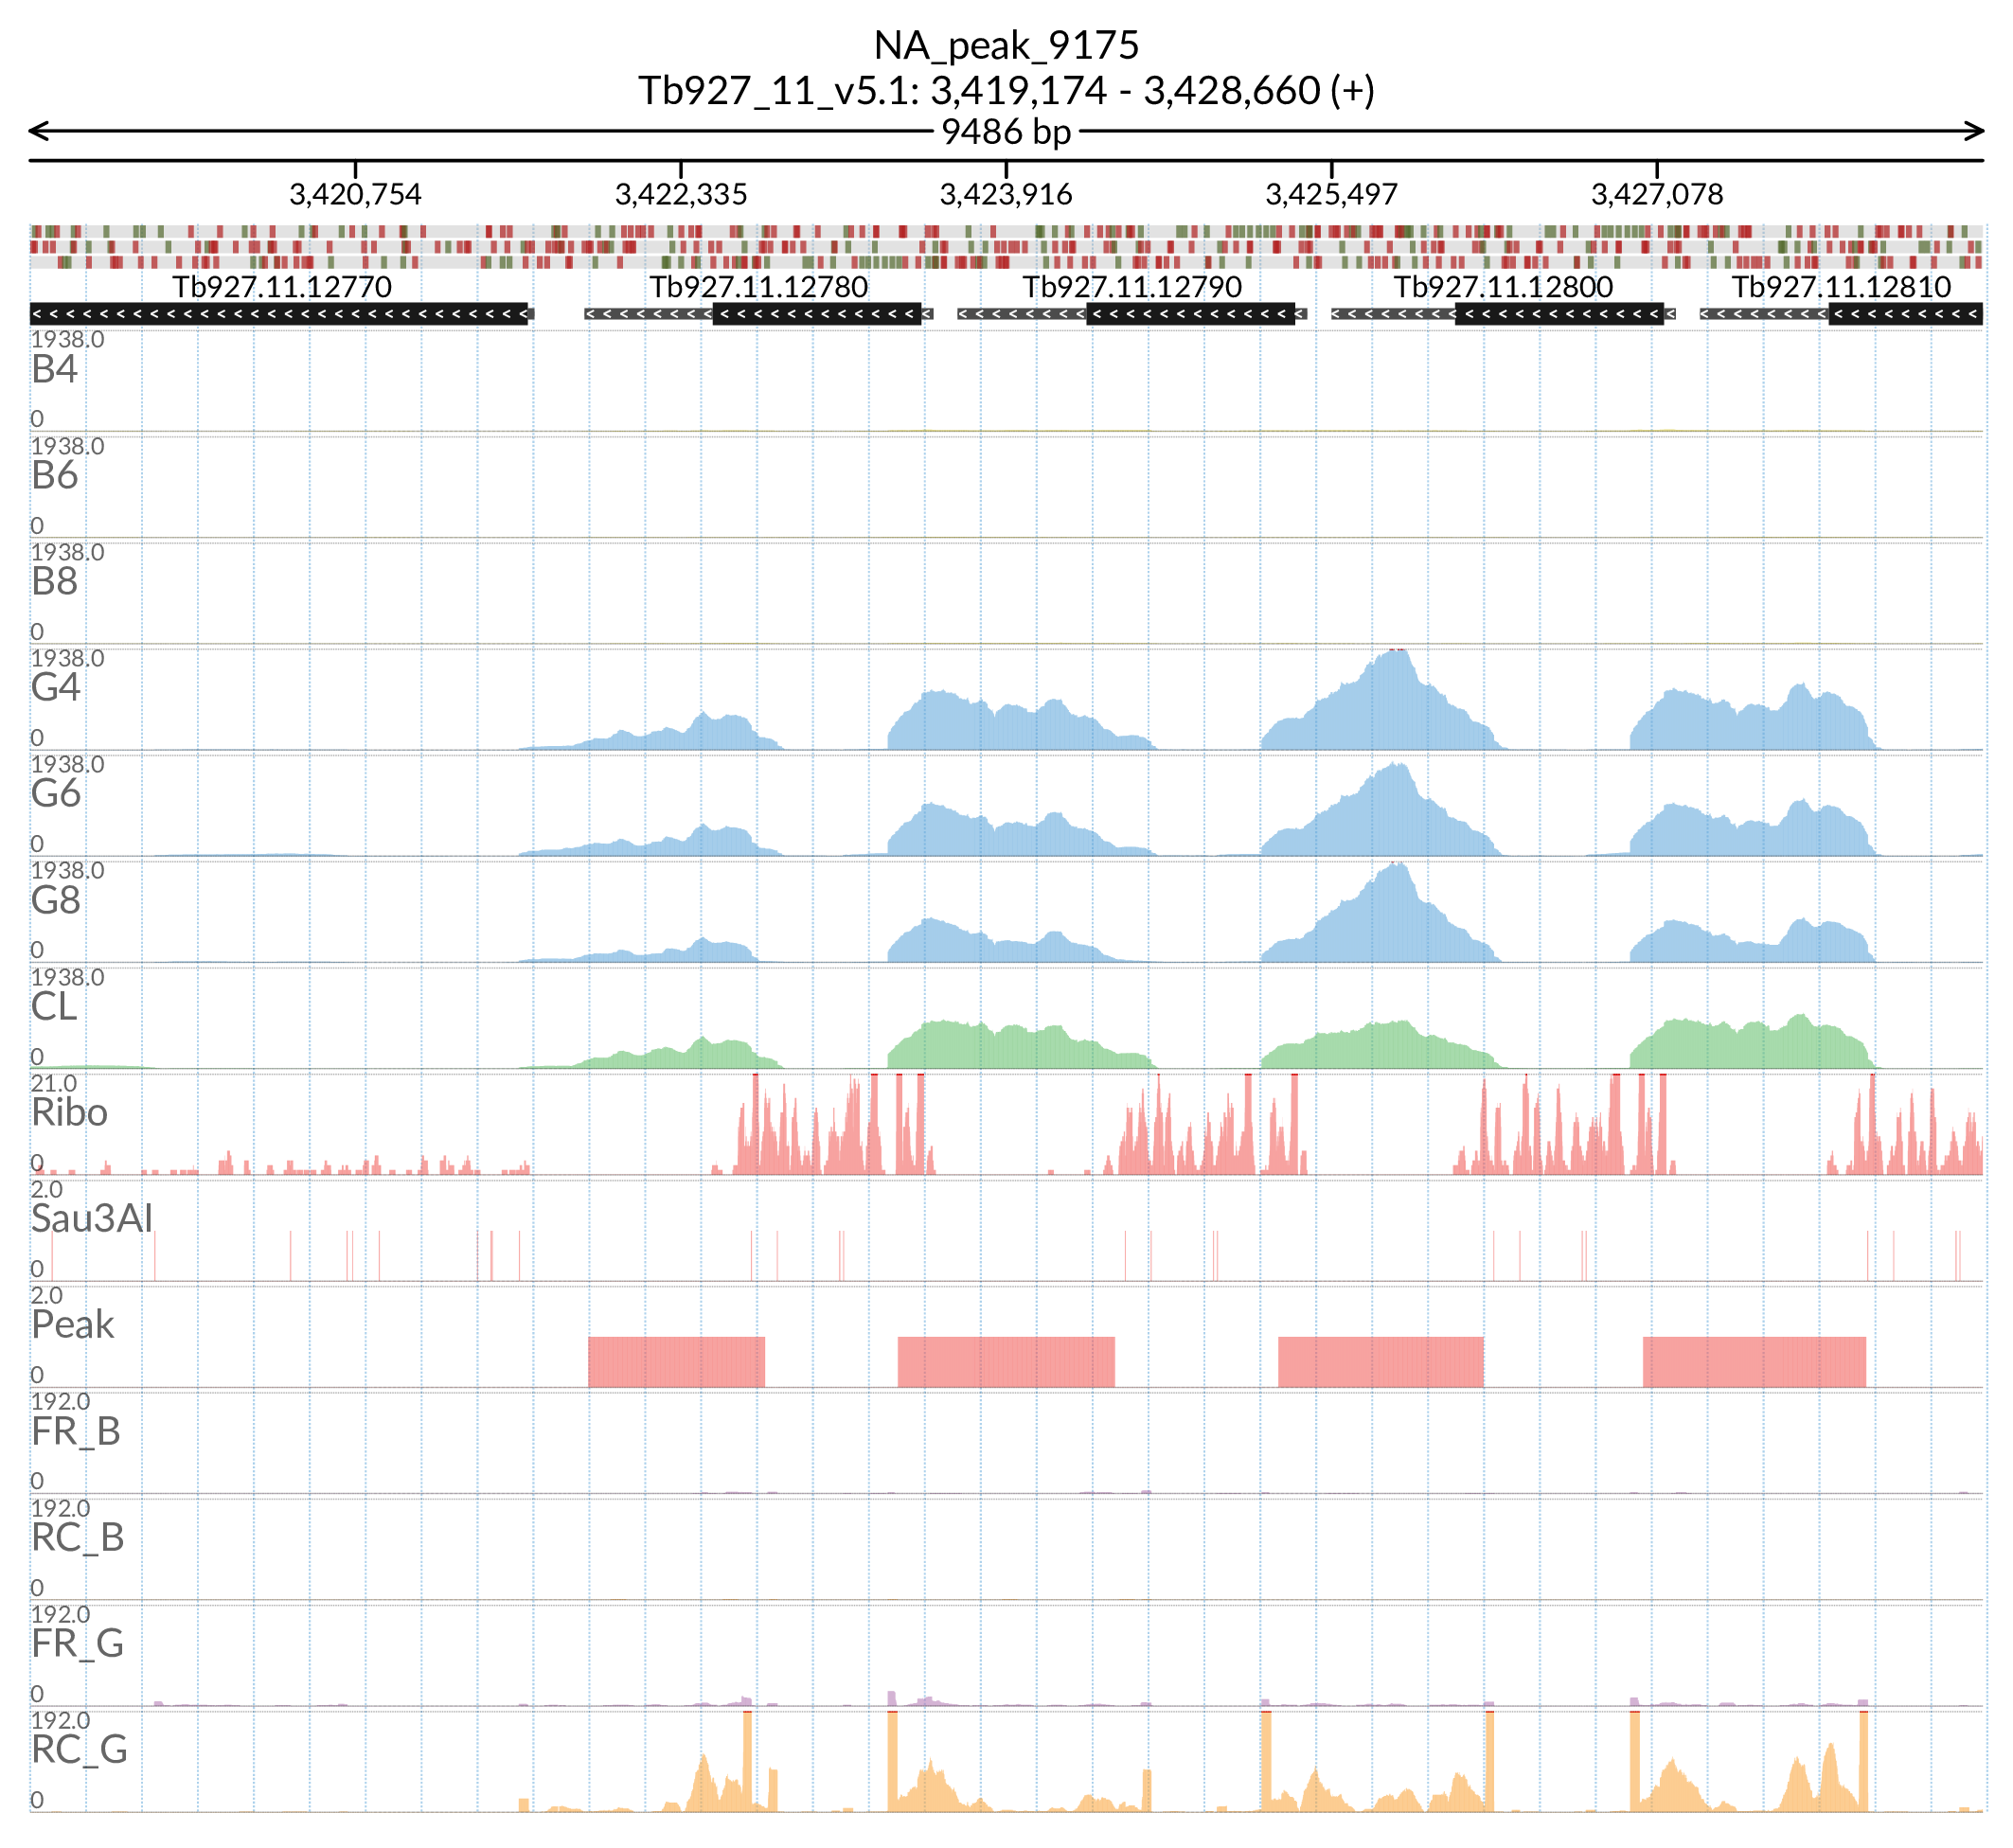 NA_peak_9175
Tb927_11_v5.1: 3,419,174 - 3,428,660 (+)
9486 bp
3,420,754 3,422,335 3,423,916 3,425,497 3,427,078
Tb927.11.12770 Tb927.11.12780 Tb927.11.12790 Tb927.11.12800 Tb927.11.12810
1938.0
B4
0
1938.0
B6
0
1938.0
B8
0
1938.0
G4
0
1938.0
G6
0
1938.0
G8
0
1938.0
CL
0
21.0
Ribo
0
2.0
Sau3AI
0
2.0
Peak
0
192.0
FR_B
0
192.0
RC_B
0
192.0
FR_G
0
192.0
RC_G
0